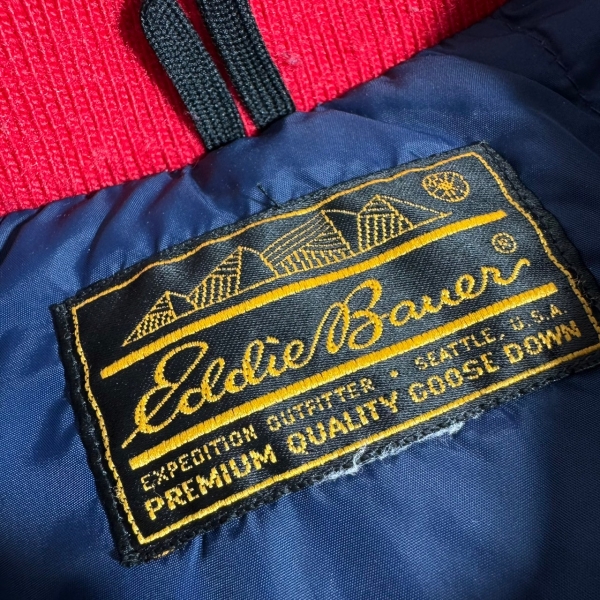 Eddie Bauer®
EXPEDITION OUTFITTER • SEATTLE, U.S.A.
PREMIUM QUALITY GOOSE DOWN